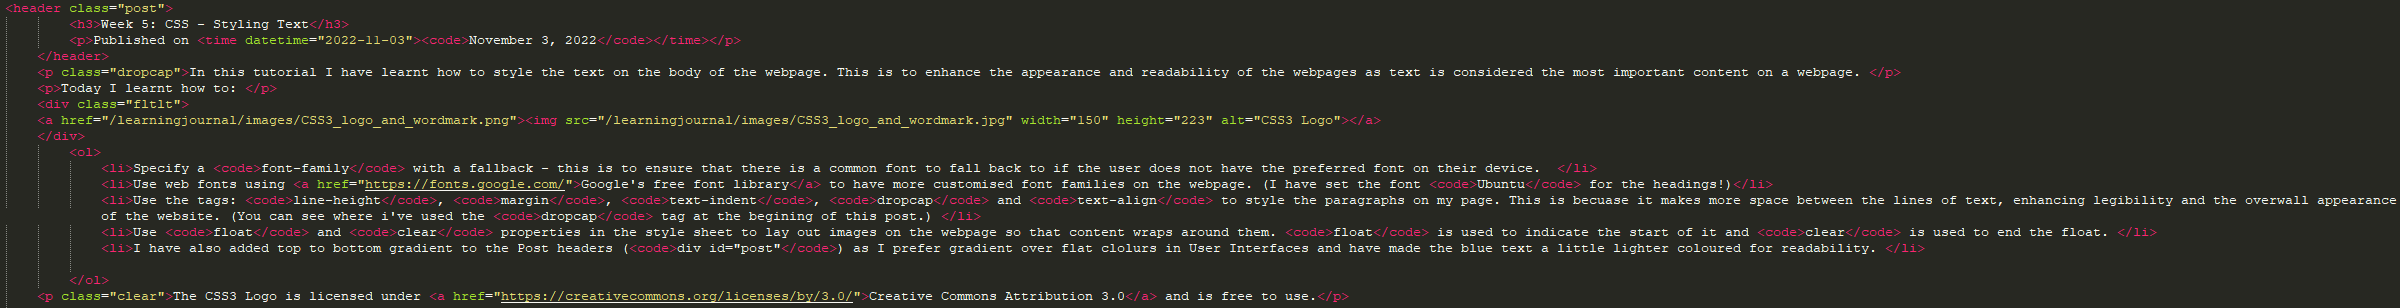 <header class="post">
<h3>Week 5: CSS - Styling Text</h3>
<p>Published on <time datetime="2022-11-03"><code>November 3, 2022</code></time></p>
</header>
<p class="dropcap">In this tutorial I have learnt how to style the text on the body of the webpage. This is to enhance the appearance and readability of the webpages as text is considered the most important content on a webpage. </p>
<p>Today I learnt how to: </p>
<div class="fltlt">
<a href="/learningjournal/images/CSS3_logo_and_wordmark.png"><img src="/learningjournal/images/CSS3_logo_and_wordmark.jpg" width="150" height="223" alt="CSS3 Logo"></a>
</div>
<ol>
<li>Specify a <code>font-family</code> with a fallback - this is to ensure that there is a common font to fall back to if the user does not have the preferred font on their device.  </li>
<li>Use web fonts using <a href="https://fonts.google.com/">Google's free font library</a> to have more customised font families on the webpage. (I have set the font <code>Ubuntu</code> for the headings!)</li>
<li>Use the tags: <code>line-height</code>, <code>margin</code>, <code>text-indent</code>, <code>dropcap</code> and <code>text-align</code> to style the paragraphs on my page. This is becuase it makes more space between the lines of text, enhancing legibility and the overwall appearance
of the website. (You can see where i've used the <code>dropcap</code> tag at the begining of this post.) </li>
<li>Use <code>float</code> and <code>clear</code> properties in the style sheet to lay out images on the webpage so that content wraps around them. <code>float</code> is used to indicate the start of it and <code>clear</code> is used to end the float. </li>
<li>I have also added top to bottom gradient to the Post headers (<code>div id="post"</code>) as I prefer gradient over flat clolurs in User Interfaces and have made the blue text a little lighter coloured for readability. </li>
</ol>
<p class="clear">The CSS3 Logo is licensed under <a href="https://creativecommons.org/licenses/by/3.0/">Creative Commons Attribution 3.0</a> and is free to use.</p>